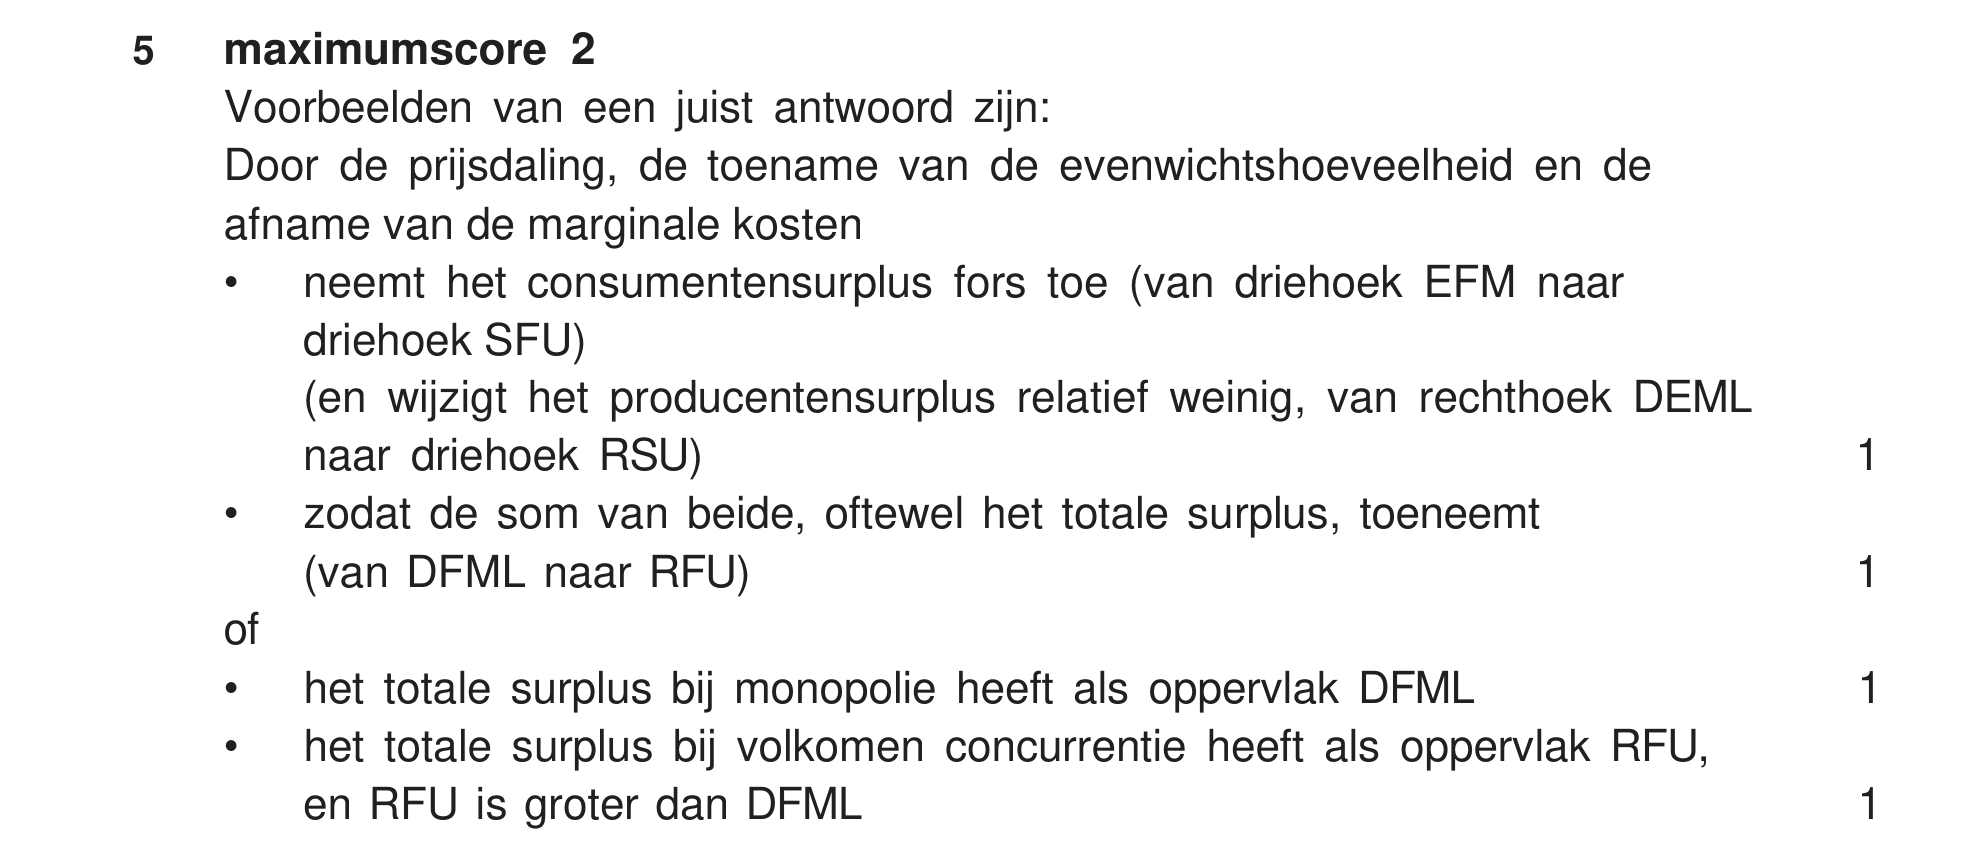 5 maximumscore 2
Voorbeelden van een juist antwoord zijn:
Door de prijsdaling, de toename van de evenwichtshoeveelheid en de
afname van de marginale kosten
• neemt het consumentensurplus fors toe (van driehoek EFM naar
driehoek SFU)
(en wijzigt het producentensurplus relatief weinig, van rechthoek DEML
naar driehoek RSU) 1
• zodat de som van beide, oftewel het totale surplus, toeneemt
(van DFML naar RFU) 1
of
• het totale surplus bij monopolie heeft als oppervlak DFML 1
• het totale surplus bij volkomen concurrentie heeft als oppervlak RFU,
en RFU is groter dan DFML 1